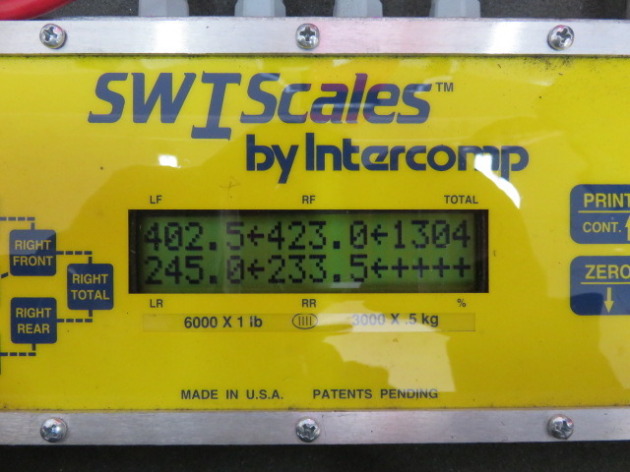 SWIScales™
by Intercomp
LF RF TOTAL
402.5←423.0←1304
245.0←233.5←+++++
LR RR %
6000 X 1 lb 3000 X .5 kg
MADE IN U.S.A. PATENTS PENDING
RIGHT
FRONT
RIGHT
TOTAL
RIGHT
REAR
PRINT
CONT.
ZERO